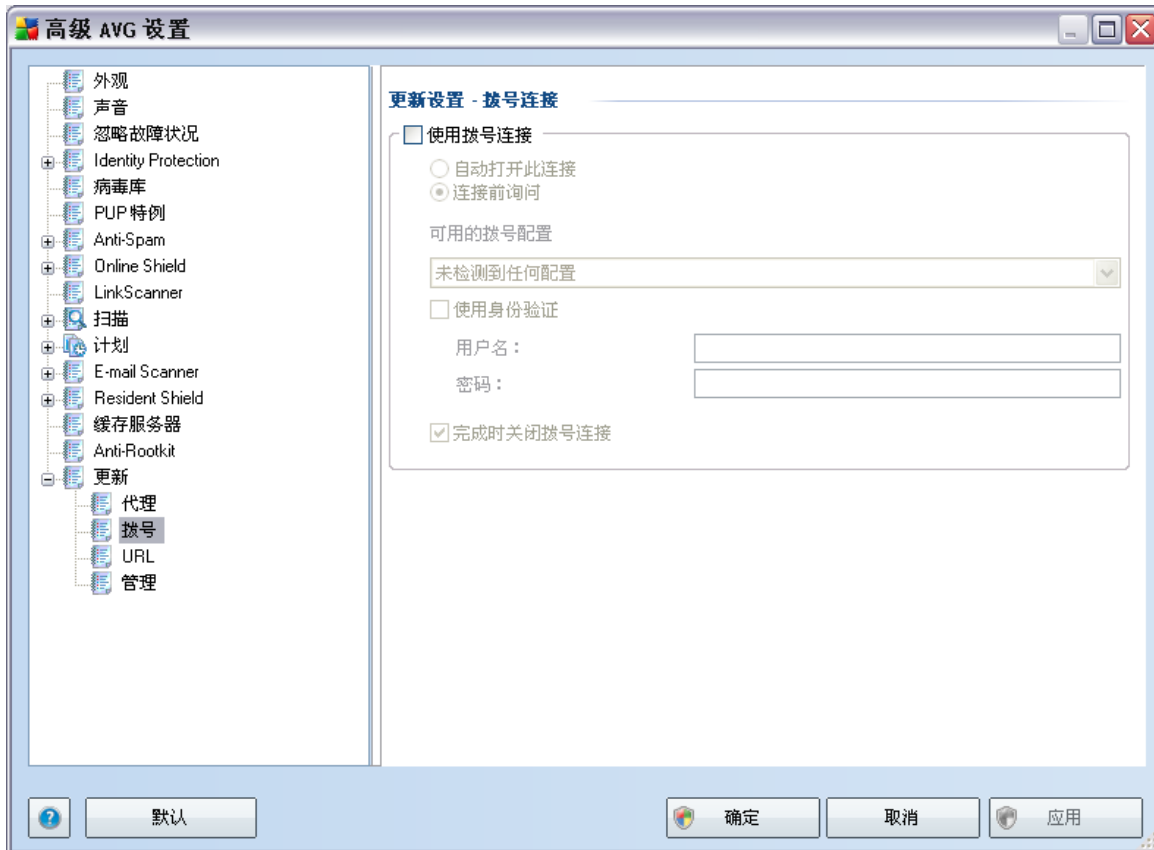 高级 AVG 设置
外观
声音
忽略故障状况
Identity Protection
病毒库
PUP 特例
Anti-Spam
Online Shield
LinkScanner
扫描
计划
E-mail Scanner
Resident Shield
缓存服务器
Anti-Rootkit
更新
代理
拨号
URL
管理
更新设置 - 拨号连接
使用拨号连接
自动打开此连接
连接前询问
可用的拨号配置
未检测到任何配置
使用身份验证
用户名：
密码：
完成时关闭拨号连接
默认
确定
取消
应用